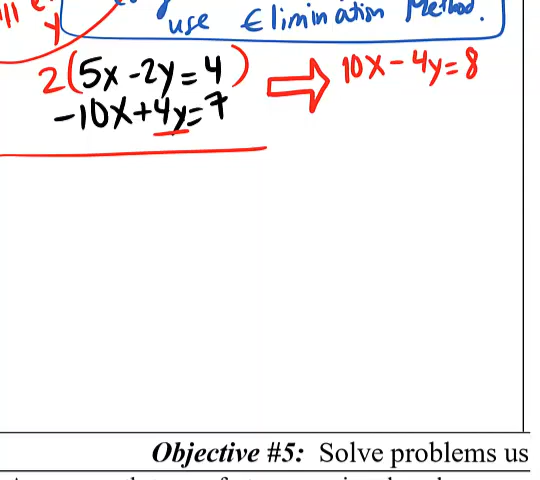 y
use Elimination Method.
2(5x - 2y = 4) ⇒ 10x - 4y = 8
-10x + 4y = 7
Objective #5: Solve problems us